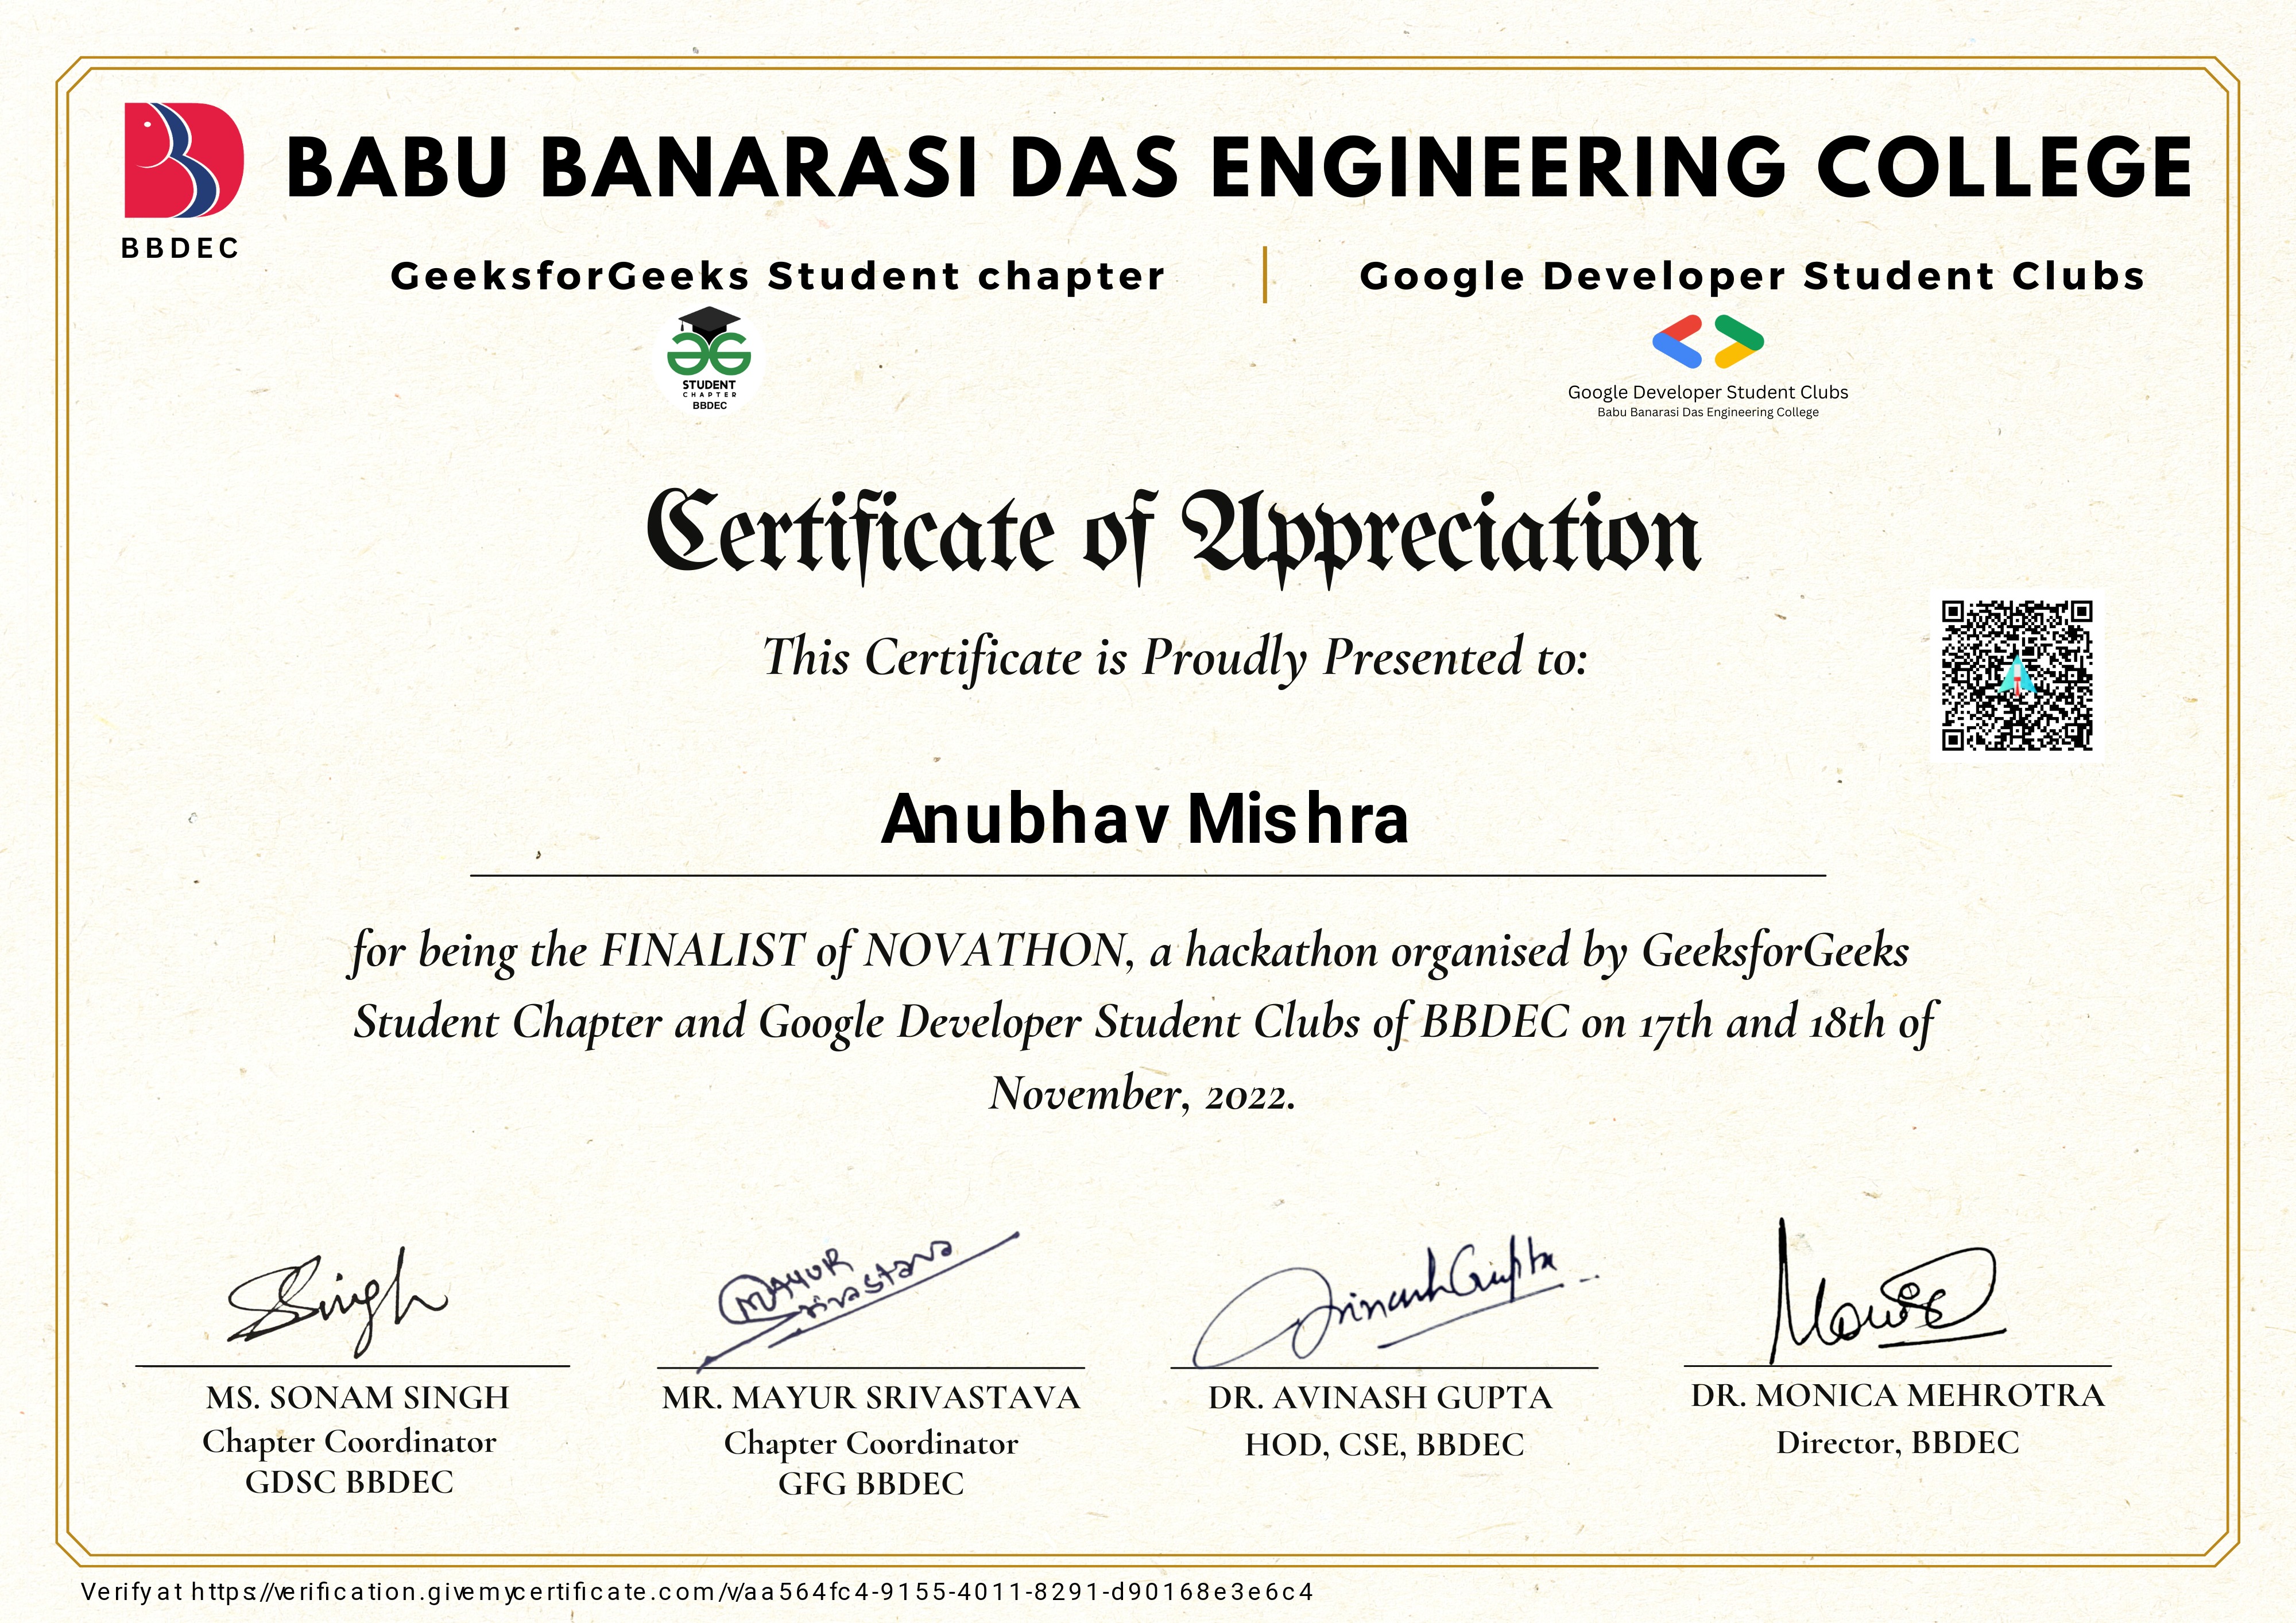 BABU BANARASI DAS ENGINEERING COLLEGE
BBDEC
GeeksforGeeks Student chapter | Google Developer Student Clubs
STUDENT
CHAPTER
BBDEC
Google Developer Student Clubs
Babu Banarasi Das Engineering College
Certificate of Appreciation
This Certificate is Proudly Presented to:
Anubhav Mishra
for being the FINALIST of NOVATHON, a hackathon organised by GeeksforGeeks
Student Chapter and Google Developer Student Clubs of BBDEC on 17th and 18th of
November, 2022.
Singh
MAYUR
Srivastava
Avinash Gupta
MS. SONAM SINGH
Chapter Coordinator
GDSC BBDEC
MR. MAYUR SRIVASTAVA
Chapter Coordinator
GFG BBDEC
DR. AVINASH GUPTA
HOD, CSE, BBDEC
DR. MONICA MEHROTRA
Director, BBDEC
Verify at https://verification.givemycertificate.com/v/aa564fc4-9155-4011-8291-d90168e3e6c4